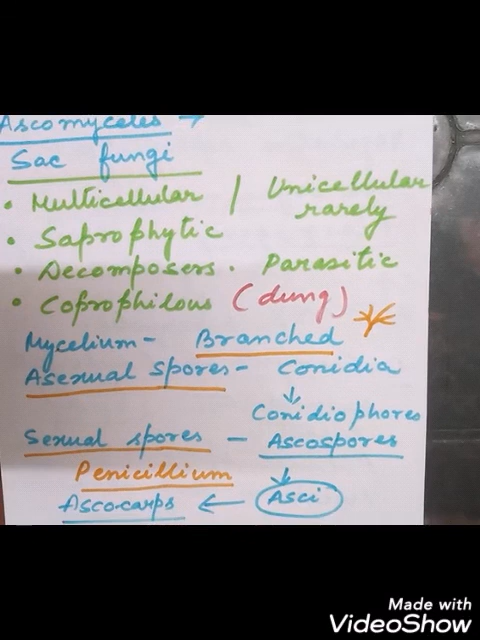 Ascomycetes →
Sac fungi
• Multicellular / Unicellular rarely
• Saprophytic
• Decomposers. Parasitic
• Coprophilous (dung)
Mycelium - Branched
Asexual spores - Conidia
↓
Conidiophores
Sexual spores - Ascospores
↓
Penicillium
Ascocarps ← Asci
Made with
VideoShow